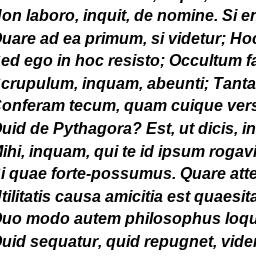 Non laboro, inquit, de nomine. Si er
Quare ad ea primum, si videtur; Hoc
Sed ego in hoc resisto; Occultum fa
Scrupulum, inquam, abeunti; Tanta
Conferam tecum, quam cuique vers
Quid de Pythagora? Est, ut dicis, in
Mihi, inquam, qui te id ipsum rogavi
Si quae forte-possumus. Quare atte
Utilitatis causa amicitia est quaesita
Quo modo autem philosophus loqu
Quid sequatur, quid repugnet, vider